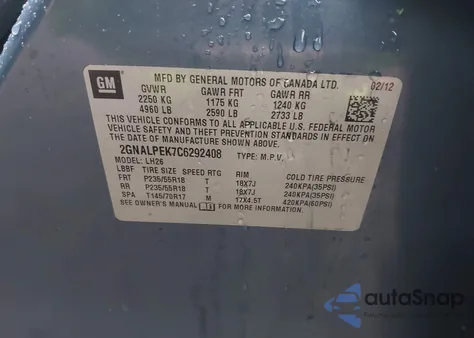 GM
MFD BY GENERAL MOTORS OF CANADA LTD. 02/12
GVWR GAWR FRT GAWR RR
2250 KG 1175 KG 1240 KG
4960 LB 2590 LB 2733 LB
THIS VEHICLE CONFORMS TO ALL APPLICABLE U.S. FEDERAL
MOTOR VEHICLE SAFETY, BUMPER, AND THEFT PREVENTION STANDARDS
IN EFFECT ON THE DATE OF MANUFACTURE SHOWN ABOVE.
2GNALPEK7C6292408 TYPE: M.P.V.
MODEL: LH26
LBBF TIRE SIZE SPEED RTG RIM COLD TIRE PRESSURE
FRT P235/55R18 T 18X7J 240KPA(35PSI)
RR P235/55R18 T 18X7J 240KPA(35PSI)
SPA T145/70R17 M 17X4.5T 420KPA(60PSI)
SEE OWNER'S MANUAL FOR MORE INFORMATION.
autoSnap